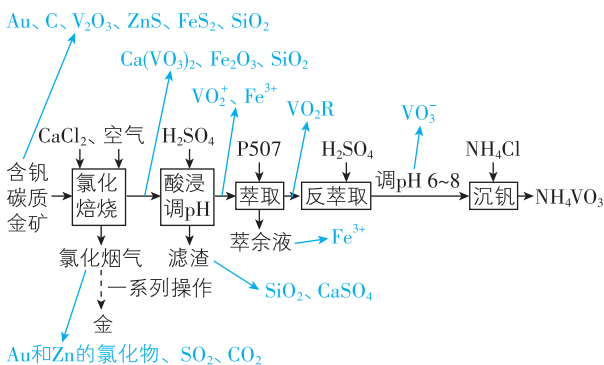 Au、C、V₂O₃、ZnS、FeS₂、SiO₂
Ca(VO₃)₂、Fe₂O₃、SiO₂
VO₂⁺、Fe³⁺
VO₂R
VO₃⁻
CaCl₂、空气
H₂SO₄
P507
H₂SO₄
NH₄Cl
含钒
碳质
金矿
氯化
焙烧
酸浸
调pH
萃取
反萃取
调pH 6~8
沉钒
NH₄VO₃
氯化烟气
滤渣
萃余液
Fe³⁺
一系列操作
金
SiO₂、CaSO₄
Au和Zn的氯化物、SO₂、CO₂